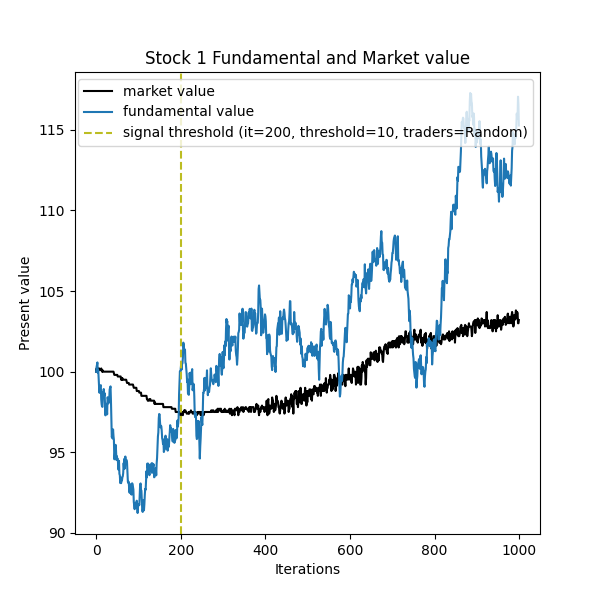 Stock 1 Fundamental and Market value
market value
fundamental value
signal threshold (it=200, threshold=10, traders=Random)
Present value
115
110
105
100
95
90
0 200 400 600 800 1000
Iterations